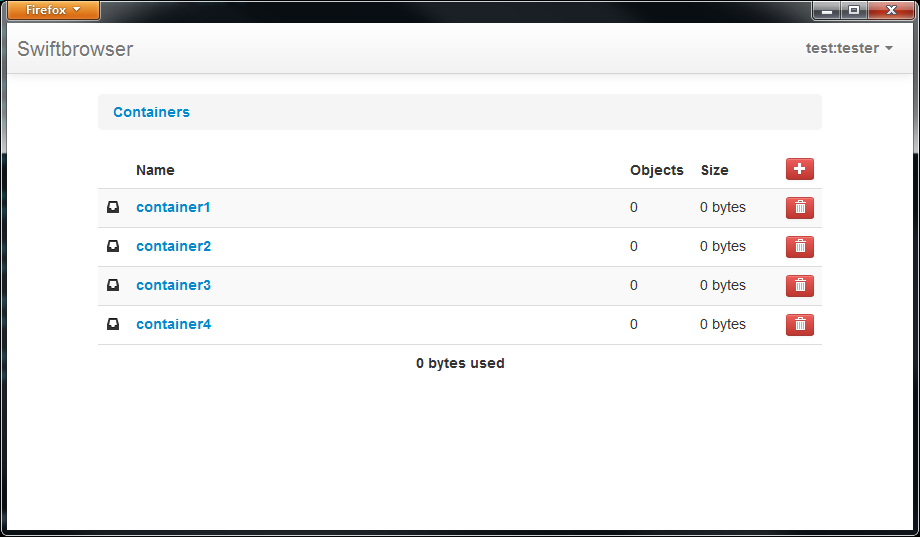 Firefox
Swiftbrowser test:tester
Containers
Name Objects Size
container1 0 0 bytes
container2 0 0 bytes
container3 0 0 bytes
container4 0 0 bytes
0 bytes used